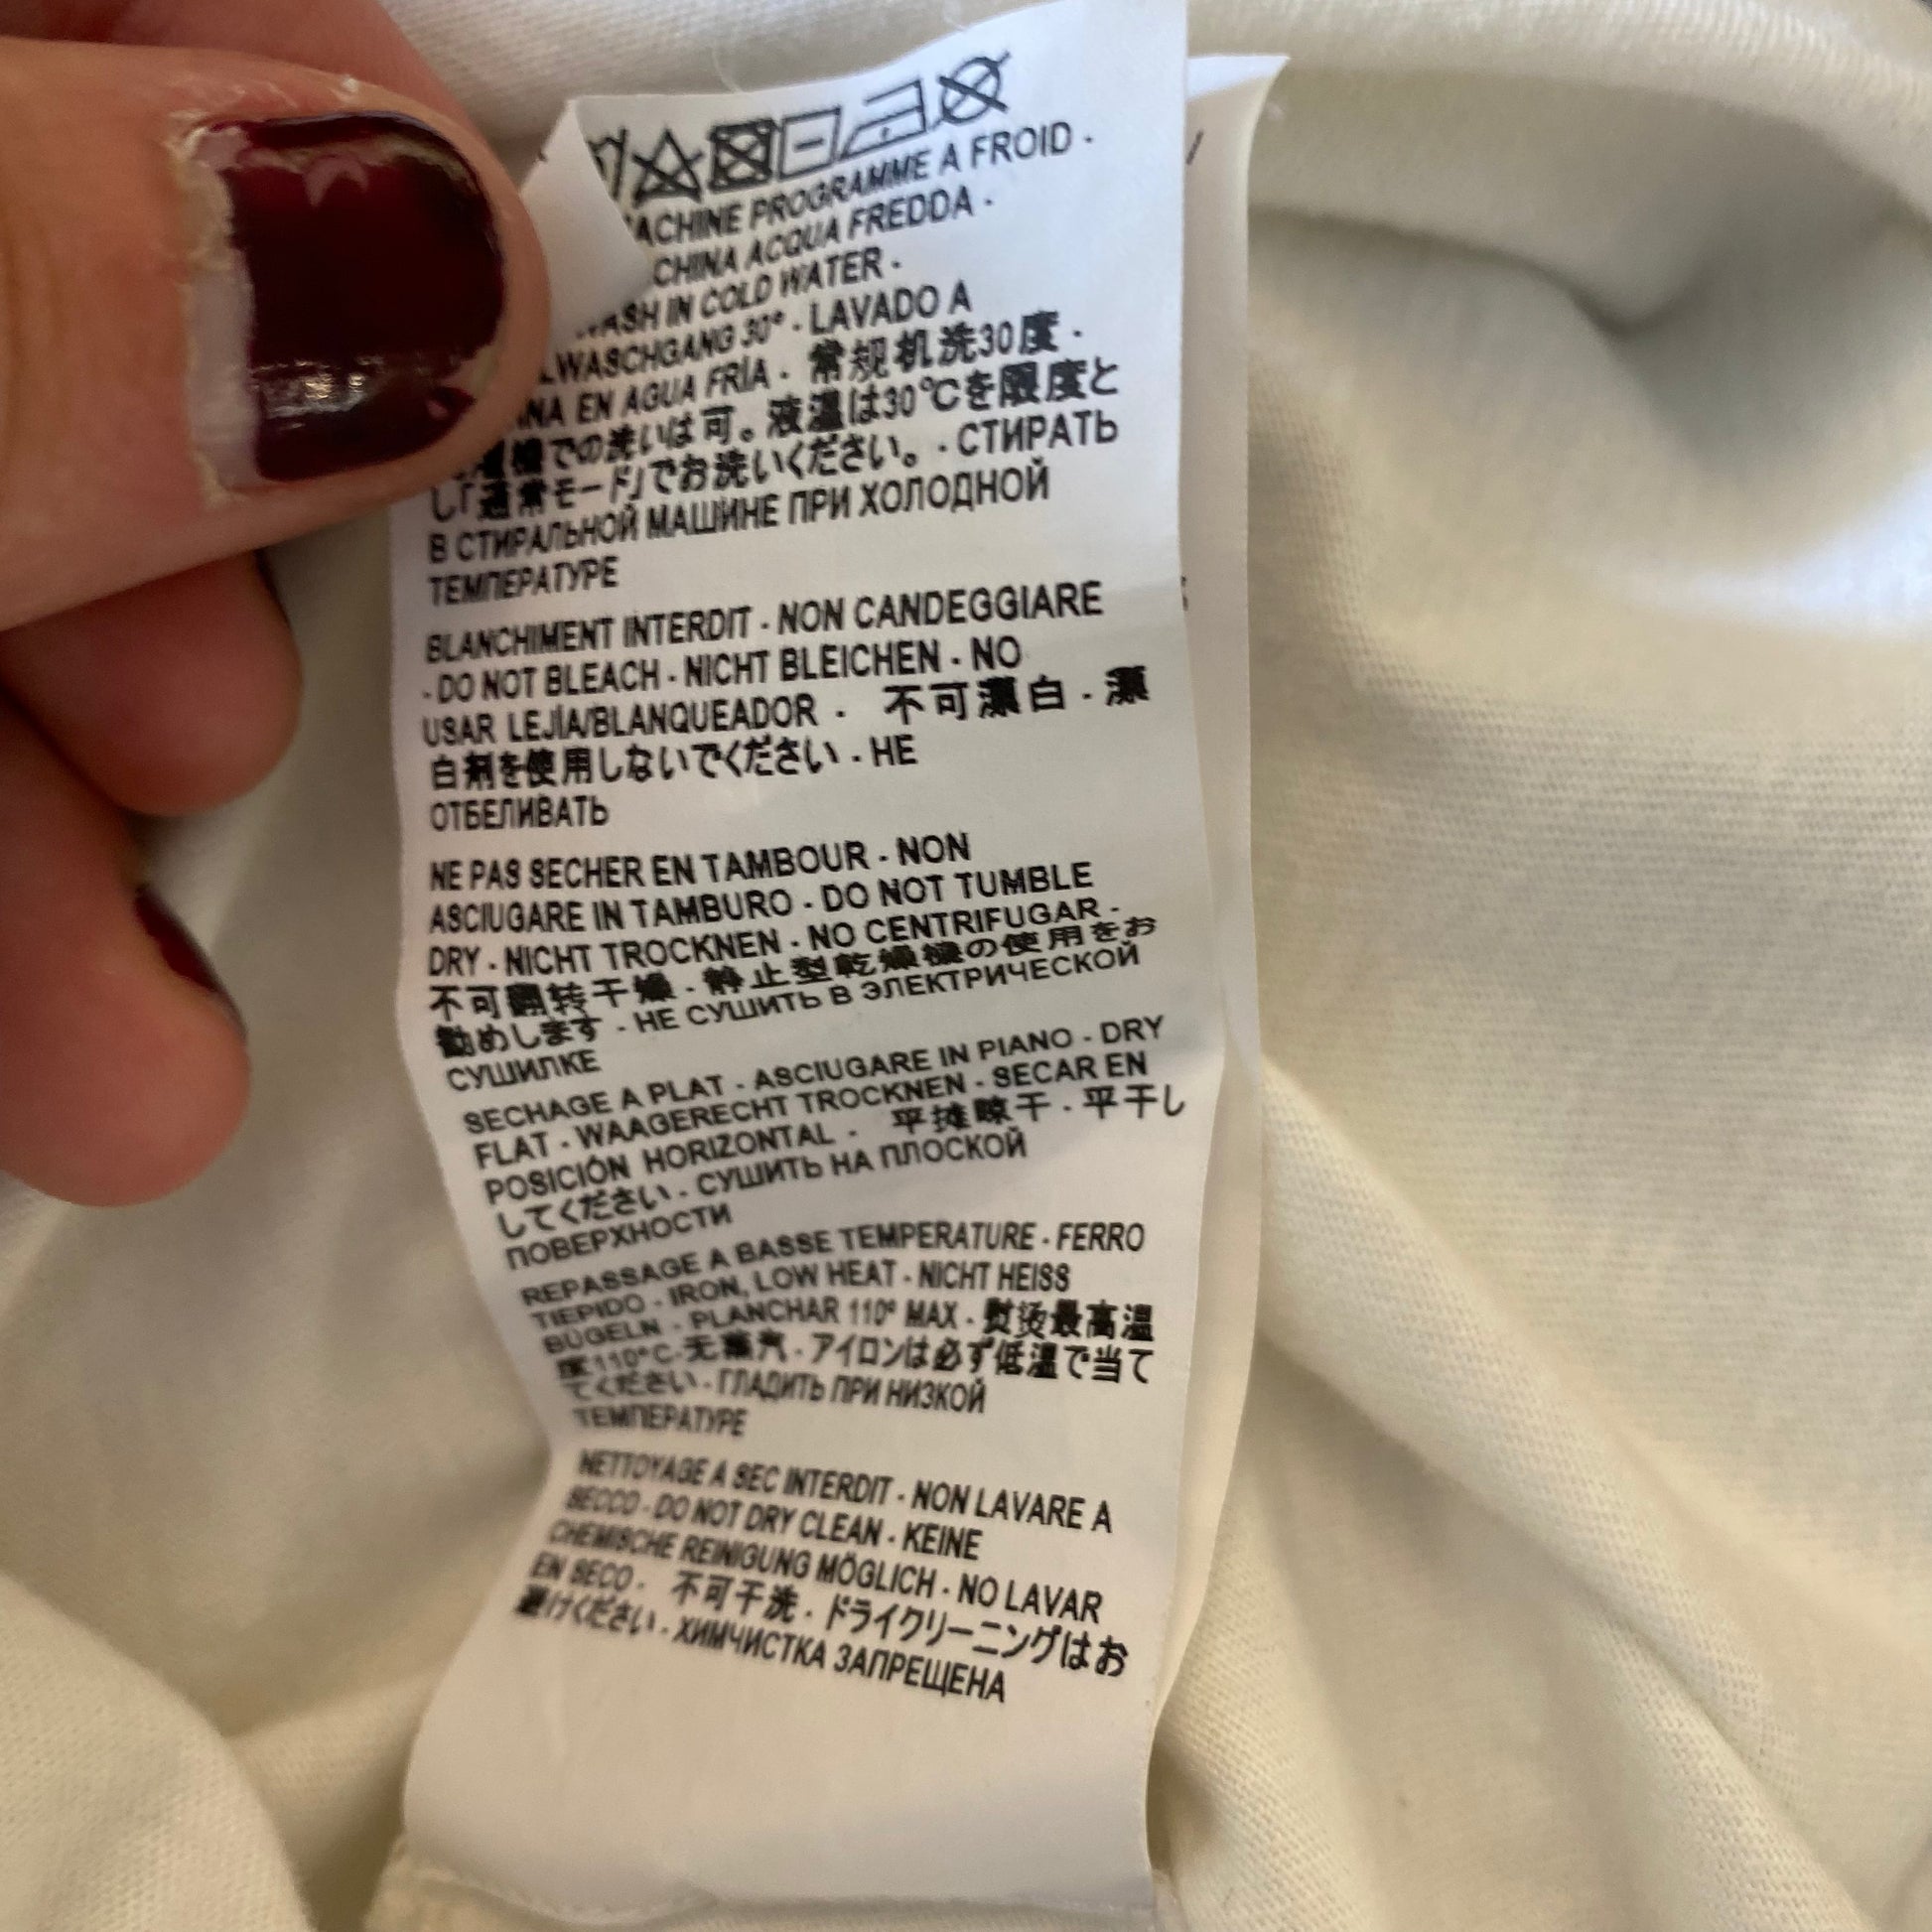 PROGRAMME A FROID -
ACQUA FREDDA -
IN COLD WATER -
30° - LAVADO A
EN AGUA FRÍA - 常规机洗30度 -
での洗いは可。液温は30℃を限度と
し「通常モード」でお洗いください。 - СТИРАТЬ
В СТИРАЛЬНОЙ МАШИНЕ ПРИ ХОЛОДНОЙ
ТЕМПЕРАТУРЕ
BLANCHIMENT INTERDIT - NON CANDEGGIARE
- DO NOT BLEACH - NICHT BLEICHEN - NO
USAR LEJÍA/BLANQUEADOR - 不可漂白 - 漂
白剤を使用しないでください - НЕ
ОТБЕЛИВАТЬ
NE PAS SECHER EN TAMBOUR - NON
ASCIUGARE IN TAMBURO - DO NOT TUMBLE
DRY - NICHT TROCKNEN - NO CENTRIFUGAR -
不可翻转干燥 - 静止型乾燥機の使用をお
勧めします - НЕ СУШИТЬ В ЭЛЕКТРИЧЕСКОЙ
СУШИЛКЕ
SECHAGE A PLAT - ASCIUGARE IN PIANO - DRY
FLAT - WAAGERECHT TROCKNEN - SECAR EN
POSICIÓN HORIZONTAL - 平摊晾干 - 平干し
してください - СУШИТЬ НА ПЛОСКОЙ
ПОВЕРХНОСТИ
REPASSAGE A BASSE TEMPERATURE - FERRO
TIEPIDO - IRON, LOW HEAT - NICHT HEISS
BÜGELN - PLANCHAR 110° MAX - 熨烫最高温
度110°C-无蒸汽 - アイロンは必ず低温で当て
てください - ГЛАДИТЬ ПРИ НИЗКОЙ
ТЕМПЕРАТУРЕ
NETTOYAGE A SEC INTERDIT - NON LAVARE A
SECCO - DO NOT DRY CLEAN - KEINE
CHEMISCHE REINIGUNG MÖGLICH - NO LAVAR
EN SECO - 不可干洗 - ドライクリーニングはお
避けください - ХИМЧИСТКА ЗАПРЕЩЕНА